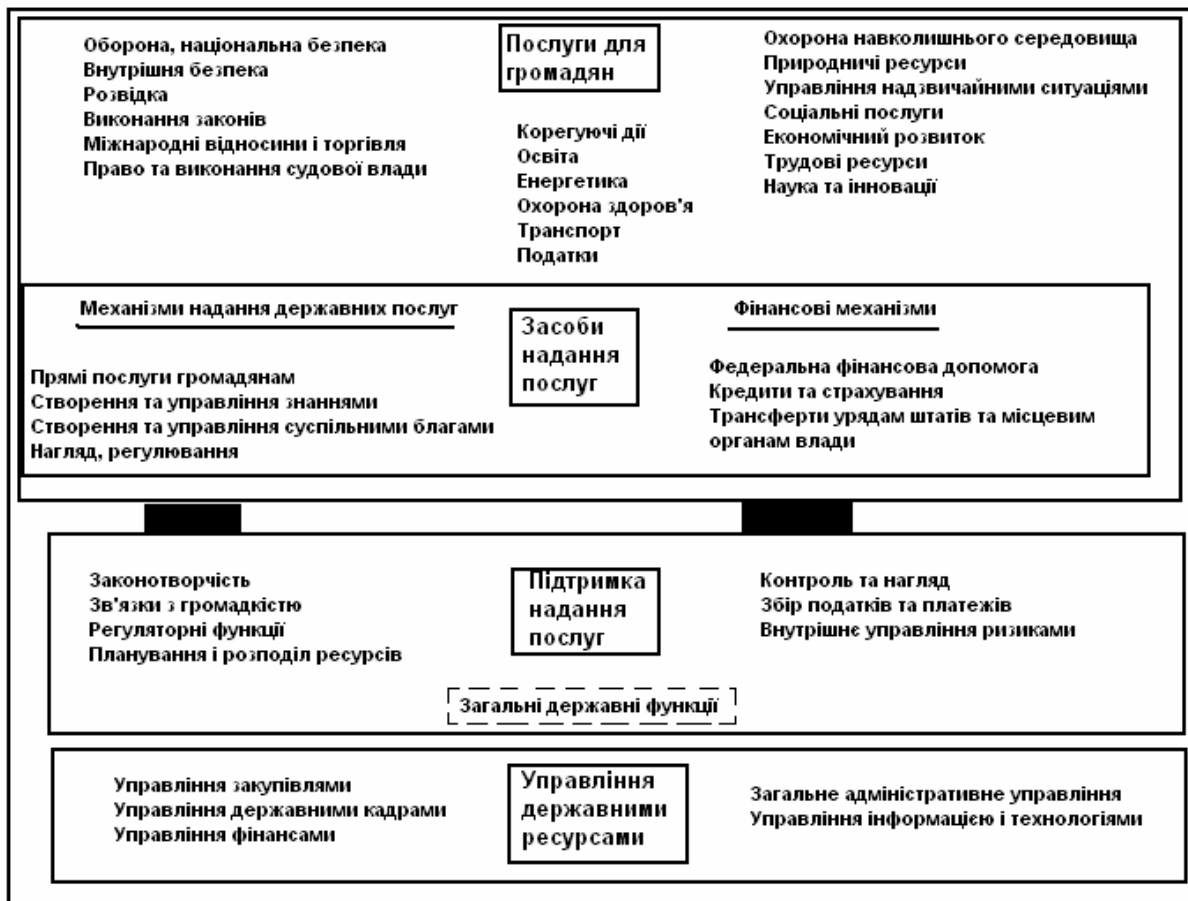 Послуги для
громадян
Оборона, національна безпека
Внутрішня безпека
Розвідка
Виконання законів
Міжнародні відносини і торгівля
Право та виконання судової влади
Корегуючі дії
Освіта
Енергетика
Охорона здоров'я
Транспорт
Податки
Охорона навколишнього середовища
Природничі ресурси
Управління надзвичайними ситуаціями
Соціальні послуги
Економічний розвиток
Трудові ресурси
Наука та інновації
Засоби
надання
послуг
Механізми надання державних послуг
Прямі послуги громадянам
Створення та управління знаннями
Створення та управління суспільними благами
Нагляд, регулювання
Фінансові механізми
Федеральна фінансова допомога
Кредити та страхування
Трансферти урядам штатів та місцевим
органам влади
Підтримка
надання
послуг
Законотворчість
Зв'язки з громадкістю
Регуляторні функції
Планування і розподіл ресурсів
Контроль та нагляд
Збір податків та платежів
Внутрішнє управління ризиками
Загальні державні функції
Управління
державними
ресурсами
Управління закупівлями
Управління державними кадрами
Управління фінансами
Загальне адміністративне управління
Управління інформацією і технологіями